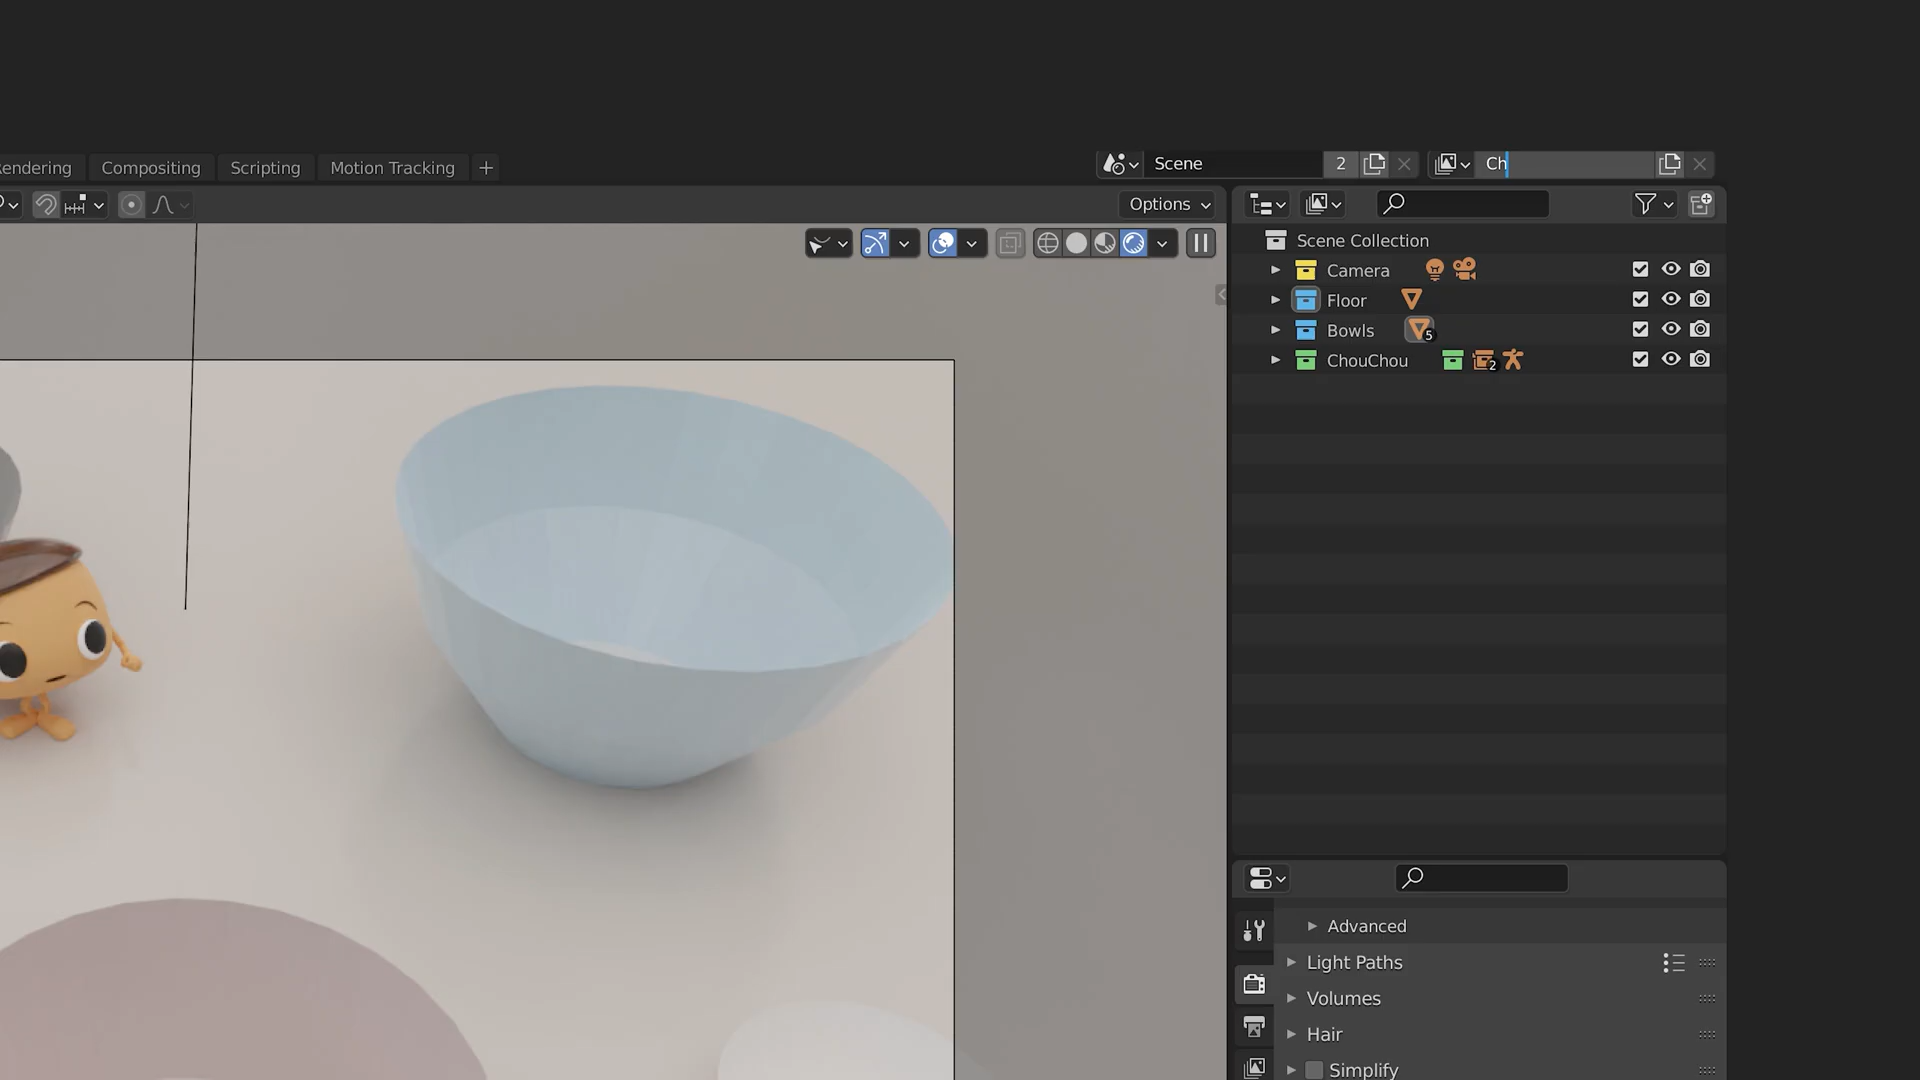 endering Compositing Scripting Motion Tracking + Scene 2 Ch
Options
Scene Collection
Camera
Floor
Bowls 5
ChouChou 2
Advanced
Light Paths
Volumes
Hair
Simplify